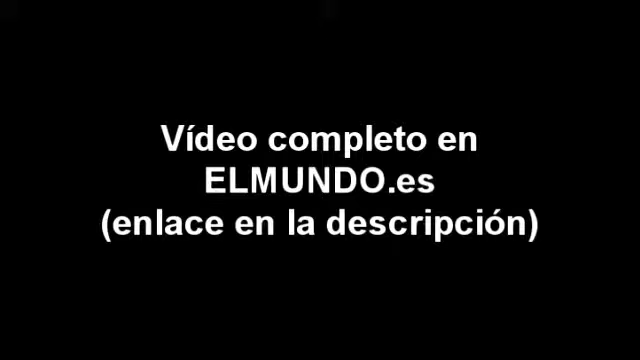 Vídeo completo en
ELMUNDO.es
(enlace en la descripción)